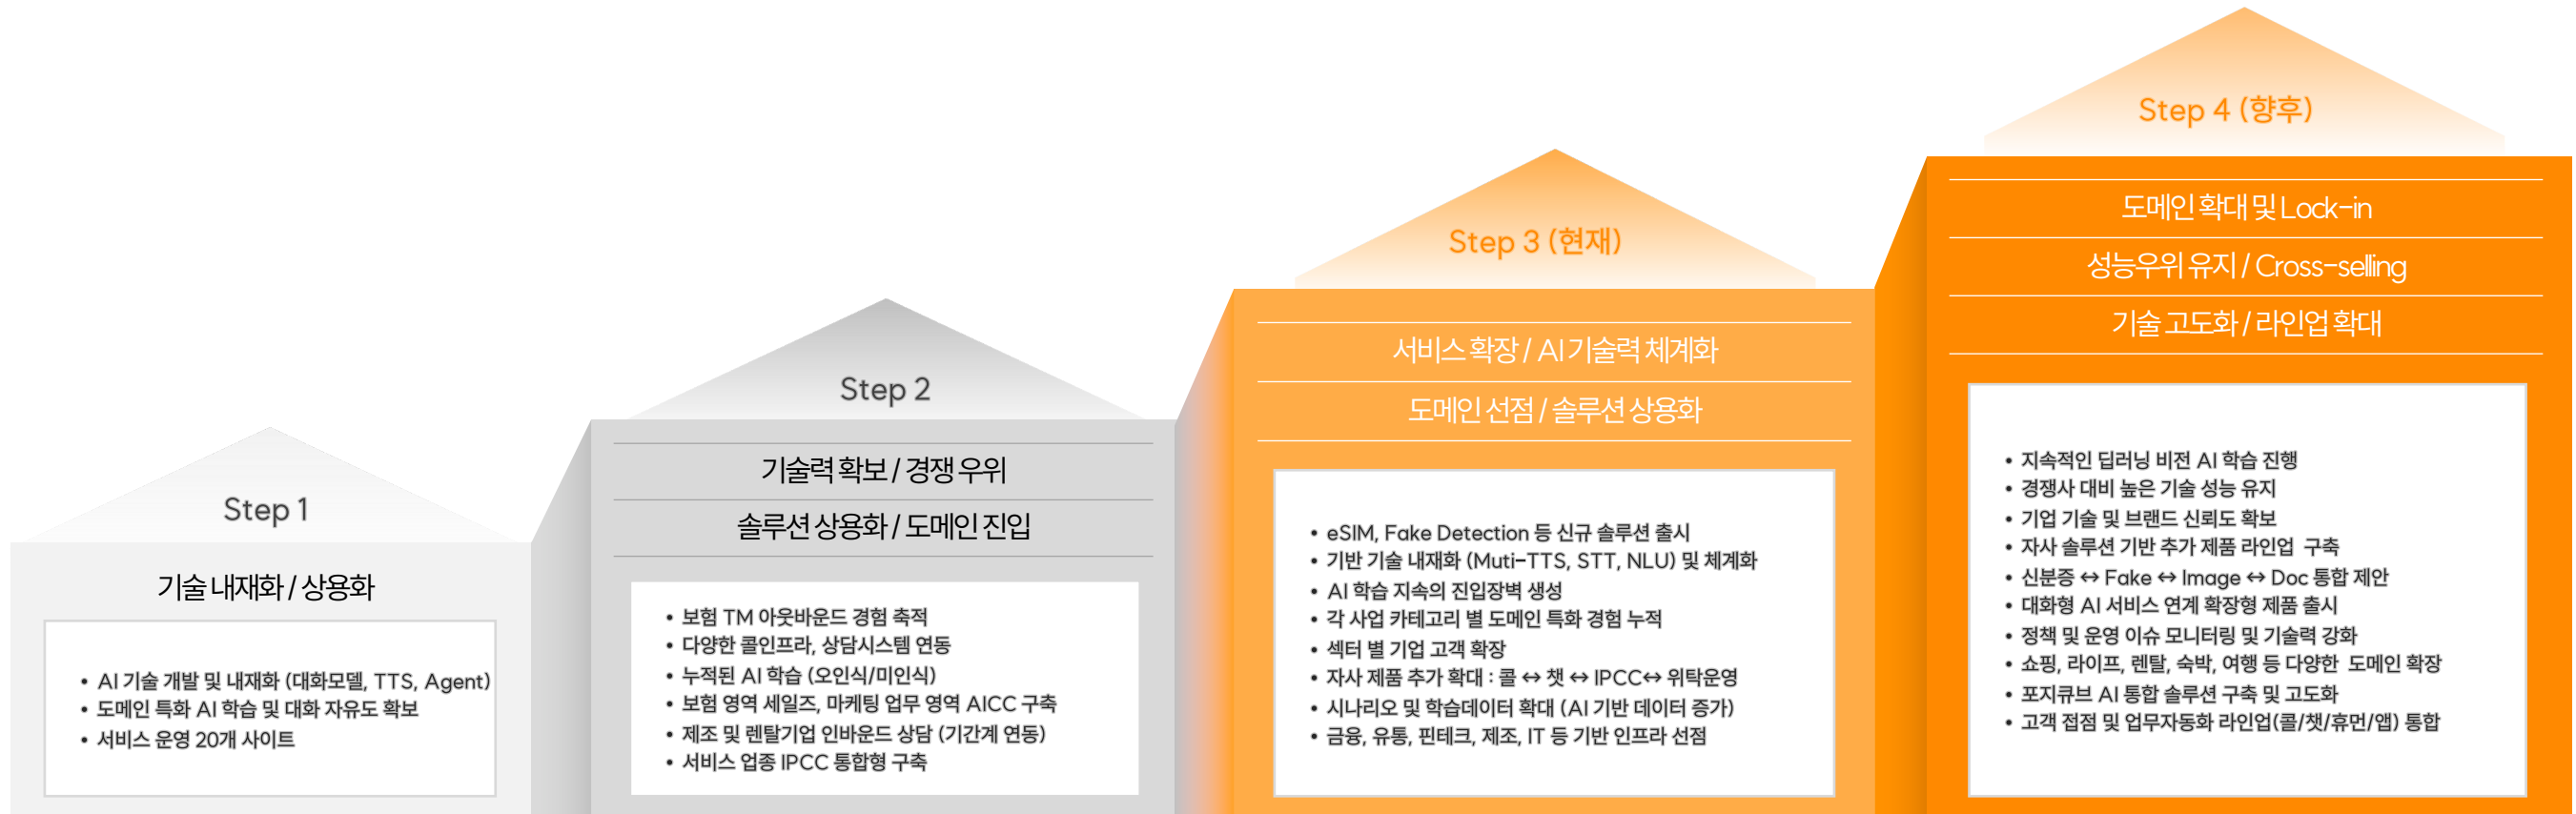 Step 1
기술 내재화 / 상용화
• AI 기술 개발 및 내재화 (대화모델, TTS, Agent)
• 도메인 특화 AI 학습 및 대화 자유도 확보
• 서비스 운영 20개 사이트
Step 2
기술력 확보 / 경쟁 우위
솔루션 상용화 / 도메인 진입
• 보험 TM 아웃바운드 경험 축적
• 다양한 콜인프라, 상담시스템 연동
• 누적된 AI 학습 (오인식/미인식)
• 보험 영역 세일즈, 마케팅 업무 영역 AICC 구축
• 제조 및 렌탈기업 인바운드 상담 (기간계 연동)
• 서비스 업종 IPCC 통합형 구축
Step 3 (현재)
서비스 확장 / AI 기술력 체계화
도메인 선점 / 솔루션 상용화
• eSIM, Fake Detection 등 신규 솔루션 출시
• 기반 기술 내재화 (Muti-TTS, STT, NLU) 및 체계화
• AI 학습 지속의 진입장벽 생성
• 각 사업 카테고리 별 도메인 특화 경험 누적
• 섹터 별 기업 고객 확장
• 자사 제품 추가 확대 : 콜 ↔ 챗 ↔ IPCC↔ 위탁운영
• 시나리오 및 학습데이터 확대 (AI 기반 데이터 증가)
• 금융, 유통, 핀테크, 제조, IT 등 기반 인프라 선점
Step 4 (향후)
도메인 확대 및 Lock-in
성능우위 유지 / Cross-selling
기술 고도화 / 라인업 확대
• 지속적인 딥러닝 비전 AI 학습 진행
• 경쟁사 대비 높은 기술 성능 유지
• 기업 기술 및 브랜드 신뢰도 확보
• 자사 솔루션 기반 추가 제품 라인업 구축
• 신분증 ↔ Fake ↔ Image ↔ Doc 통합 제안
• 대화형 AI 서비스 연계 확장형 제품 출시
• 정책 및 운영 이슈 모니터링 및 기술력 강화
• 쇼핑, 라이프, 렌탈, 숙박, 여행 등 다양한 도메인 확장
• 포지큐브 AI 통합 솔루션 구축 및 고도화
• 고객 접점 및 업무자동화 라인업(콜/챗/휴먼/앱) 통합